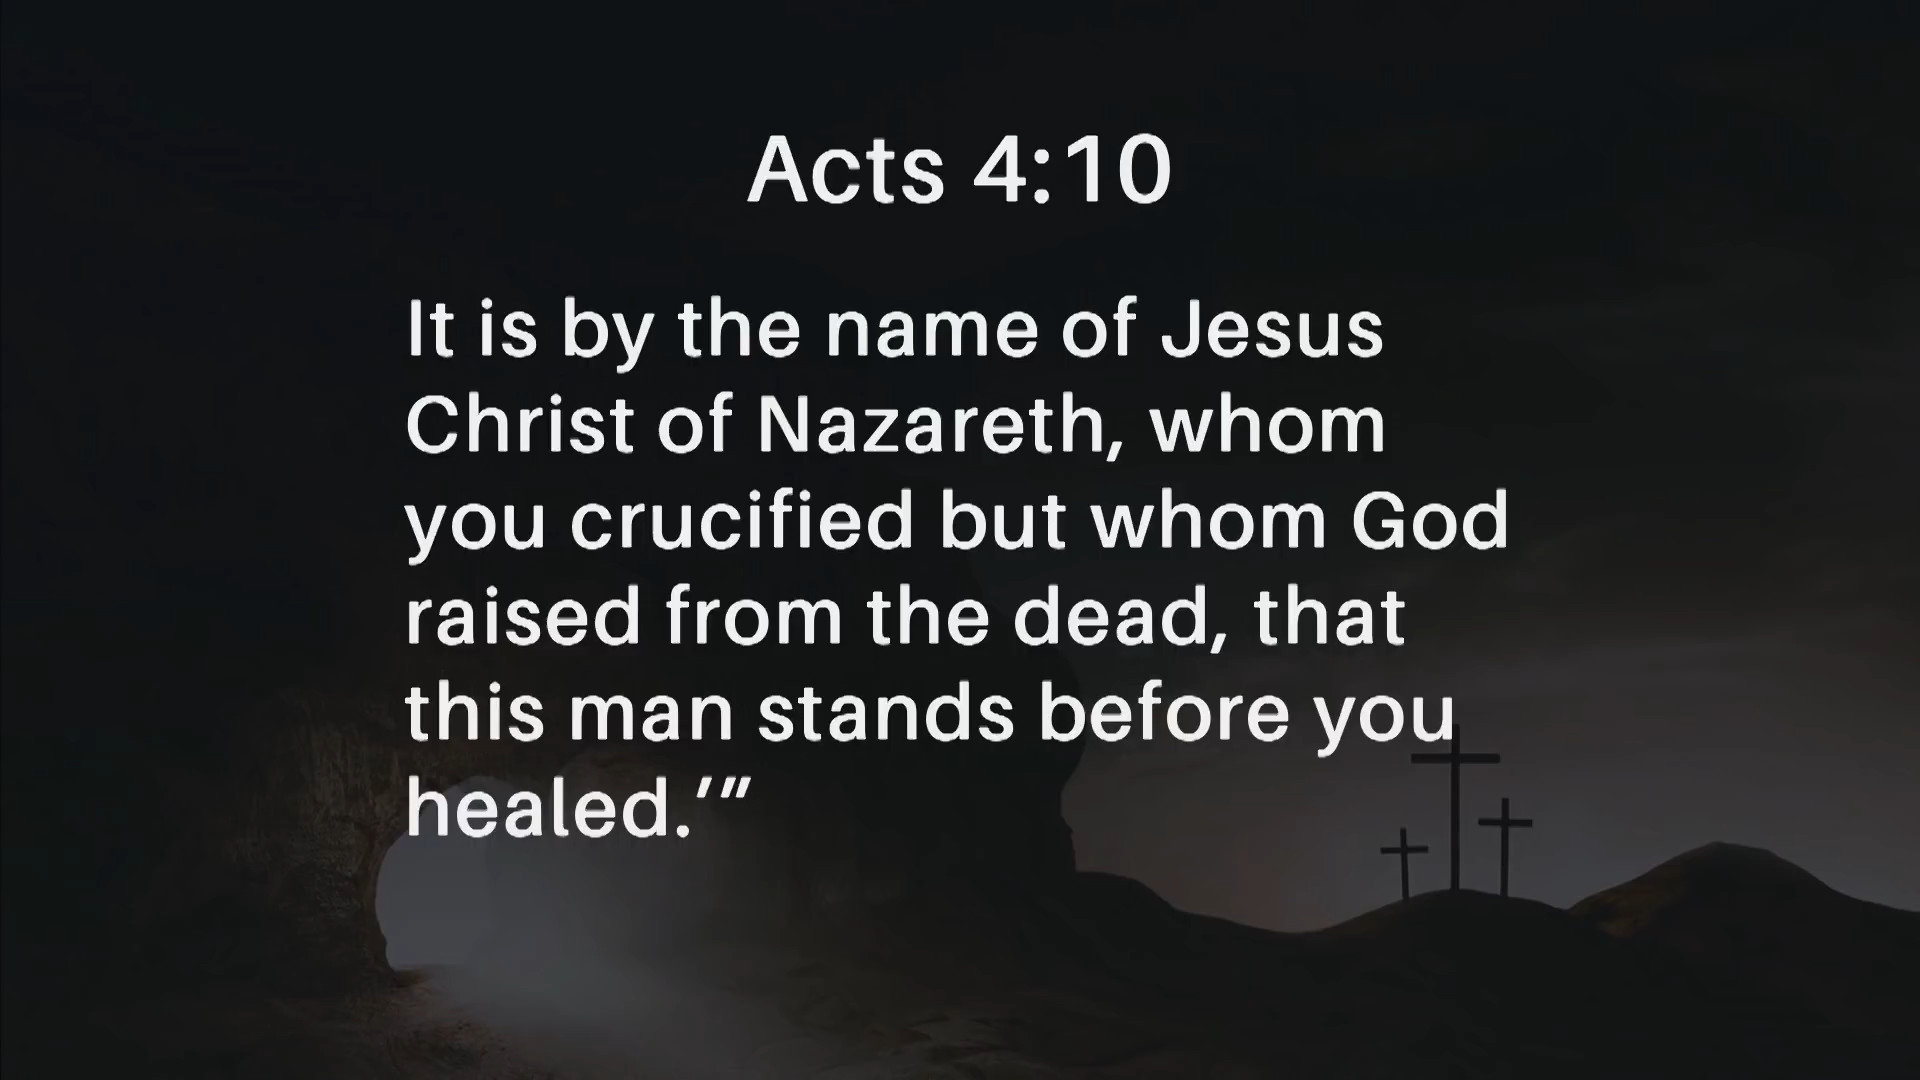 Acts 4:10
It is by the name of Jesus
Christ of Nazareth, whom
you crucified but whom God
raised from the dead, that
this man stands before you
healed.’”